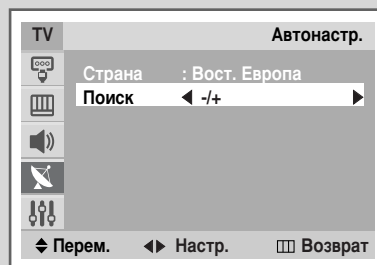 TV Автонастр.
Страна : Вост. Европа
Поиск ◀ -/+ ▶
Перем. Настр. Возврат